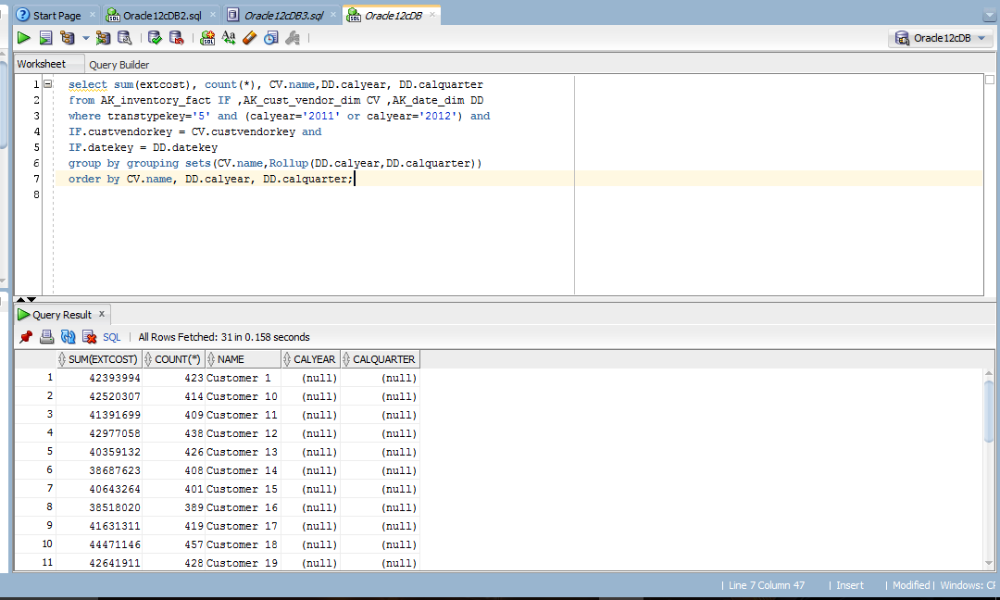 Start Page Oracle12cDB2.sql Oracle12cDB3.sql Oracle12cDB
Oracle12cDB
Worksheet Query Builder
1 select sum(extcost), count(*), CV.name,DD.calyear, DD.calquarter
2 from AK_inventory_fact IF ,AK_cust_vendor_dim CV ,AK_date_dim DD
3 where transtypekey='5' and (calyear='2011' or calyear='2012') and
4 IF.custvendorkey = CV.custvendorkey and
5 IF.datekey = DD.datekey
6 group by grouping sets(CV.name,Rollup(DD.calyear,DD.calquarter))
7 order by CV.name, DD.calyear, DD.calquarter;
8
Query Result
SQL | All Rows Fetched: 31 in 0.158 seconds
SUM(EXTCOST) COUNT(*) NAME CALYEAR CALQUARTER
1 42393994 423 Customer 1 (null) (null)
2 42520307 414 Customer 10 (null) (null)
3 41391699 409 Customer 11 (null) (null)
4 42977058 438 Customer 12 (null) (null)
5 40359132 426 Customer 13 (null) (null)
6 38687623 408 Customer 14 (null) (null)
7 40643264 401 Customer 15 (null) (null)
8 38518020 389 Customer 16 (null) (null)
9 41631311 419 Customer 17 (null) (null)
10 44471146 457 Customer 18 (null) (null)
11 42641911 428 Customer 19 (null) (null)
| Line 7 Column 47 | Insert | Modified | Windows: CF